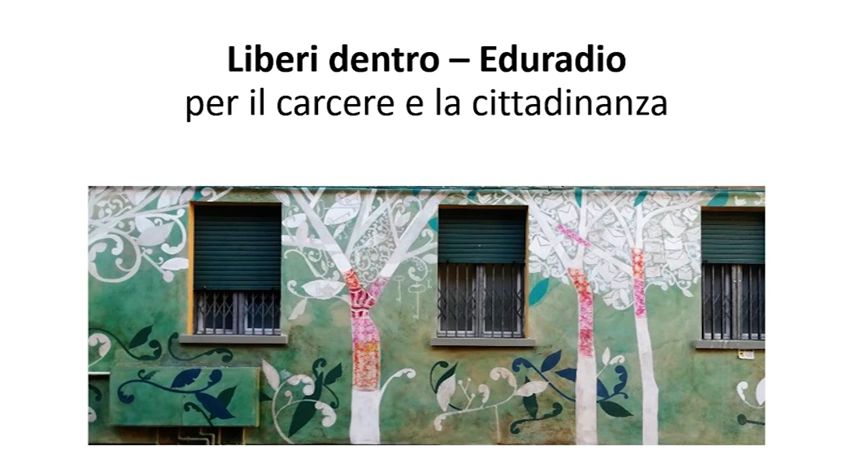 Liberi dentro – Eduradio
per il carcere e la cittadinanza